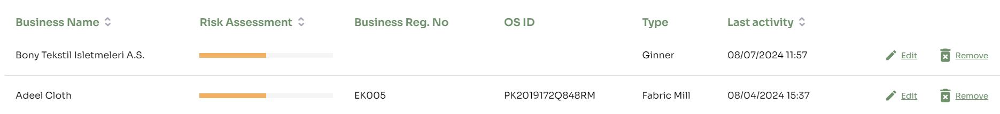 Business Name Risk Assessment Business Reg. No OS ID Type Last activity
Bony Tekstil Isletmeleri A.S. Ginner 08/07/2024 11:57 Edit Remove
Adeel Cloth EK005 PK2019172Q848RM Fabric Mill 08/04/2024 15:37 Edit Remove